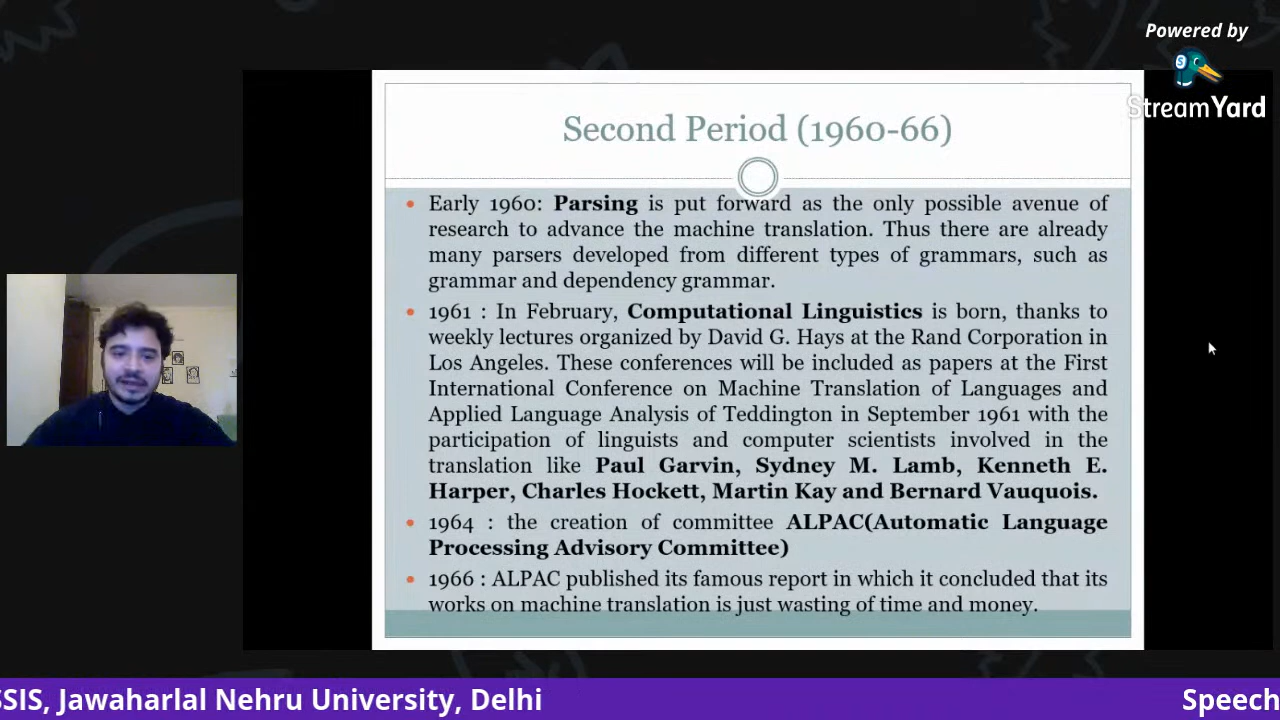 Powered by
StreamYard
Second Period (1960-66)
• Early 1960: Parsing is put forward as the only possible avenue of
research to advance the machine translation. Thus there are already
many parsers developed from different types of grammars, such as
grammar and dependency grammar.
• 1961 : In February, Computational Linguistics is born, thanks to
weekly lectures organized by David G. Hays at the Rand Corporation in
Los Angeles. These conferences will be included as papers at the First
International Conference on Machine Translation of Languages and
Applied Language Analysis of Teddington in September 1961 with the
participation of linguists and computer scientists involved in the
translation like Paul Garvin, Sydney M. Lamb, Kenneth E.
Harper, Charles Hockett, Martin Kay and Bernard Vauquois.
• 1964 : the creation of committee ALPAC(Automatic Language
Processing Advisory Committee)
• 1966 : ALPAC published its famous report in which it concluded that its
works on machine translation is just wasting of time and money.
SSIS, Jawaharlal Nehru University, Delhi
Speech